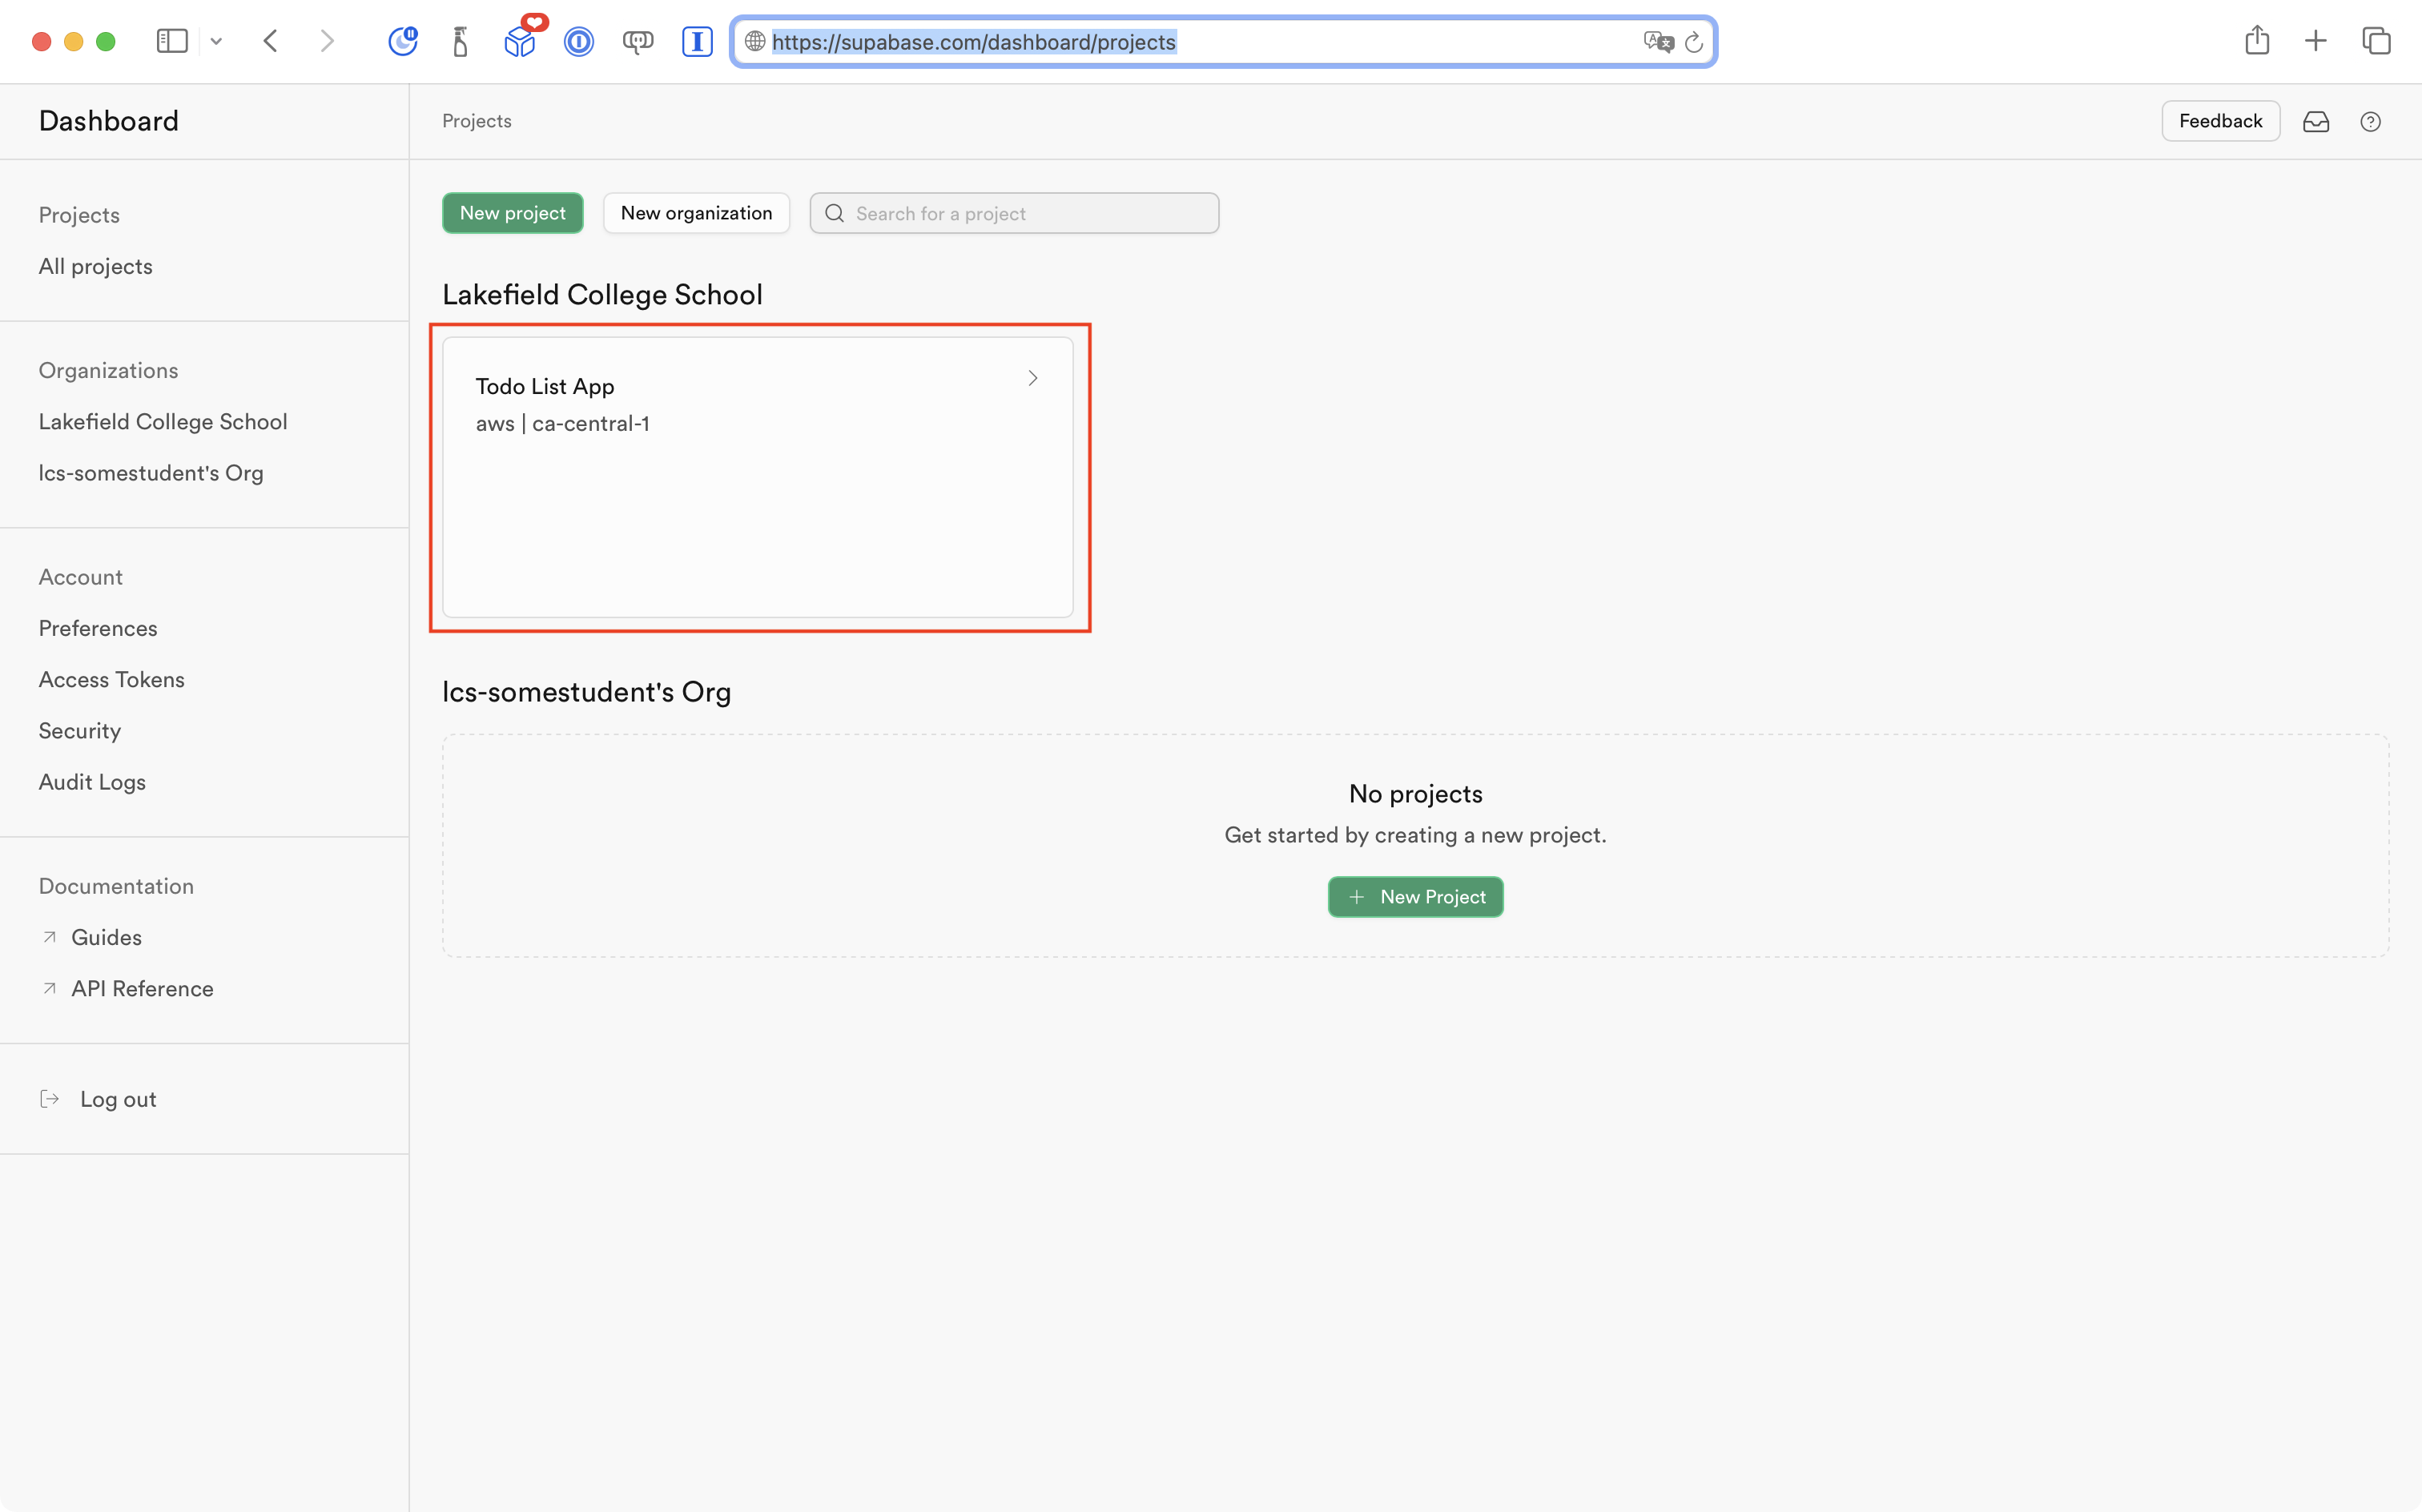 https://supabase.com/dashboard/projects
Dashboard
Projects
Feedback
Projects
All projects
Organizations
Lakefield College School
lcs-somestudent's Org
Account
Preferences
Access Tokens
Security
Audit Logs
Documentation
Guides
API Reference
Log out
New project
New organization
Search for a project
Lakefield College School
Todo List App
aws | ca-central-1
lcs-somestudent's Org
No projects
Get started by creating a new project.
New Project